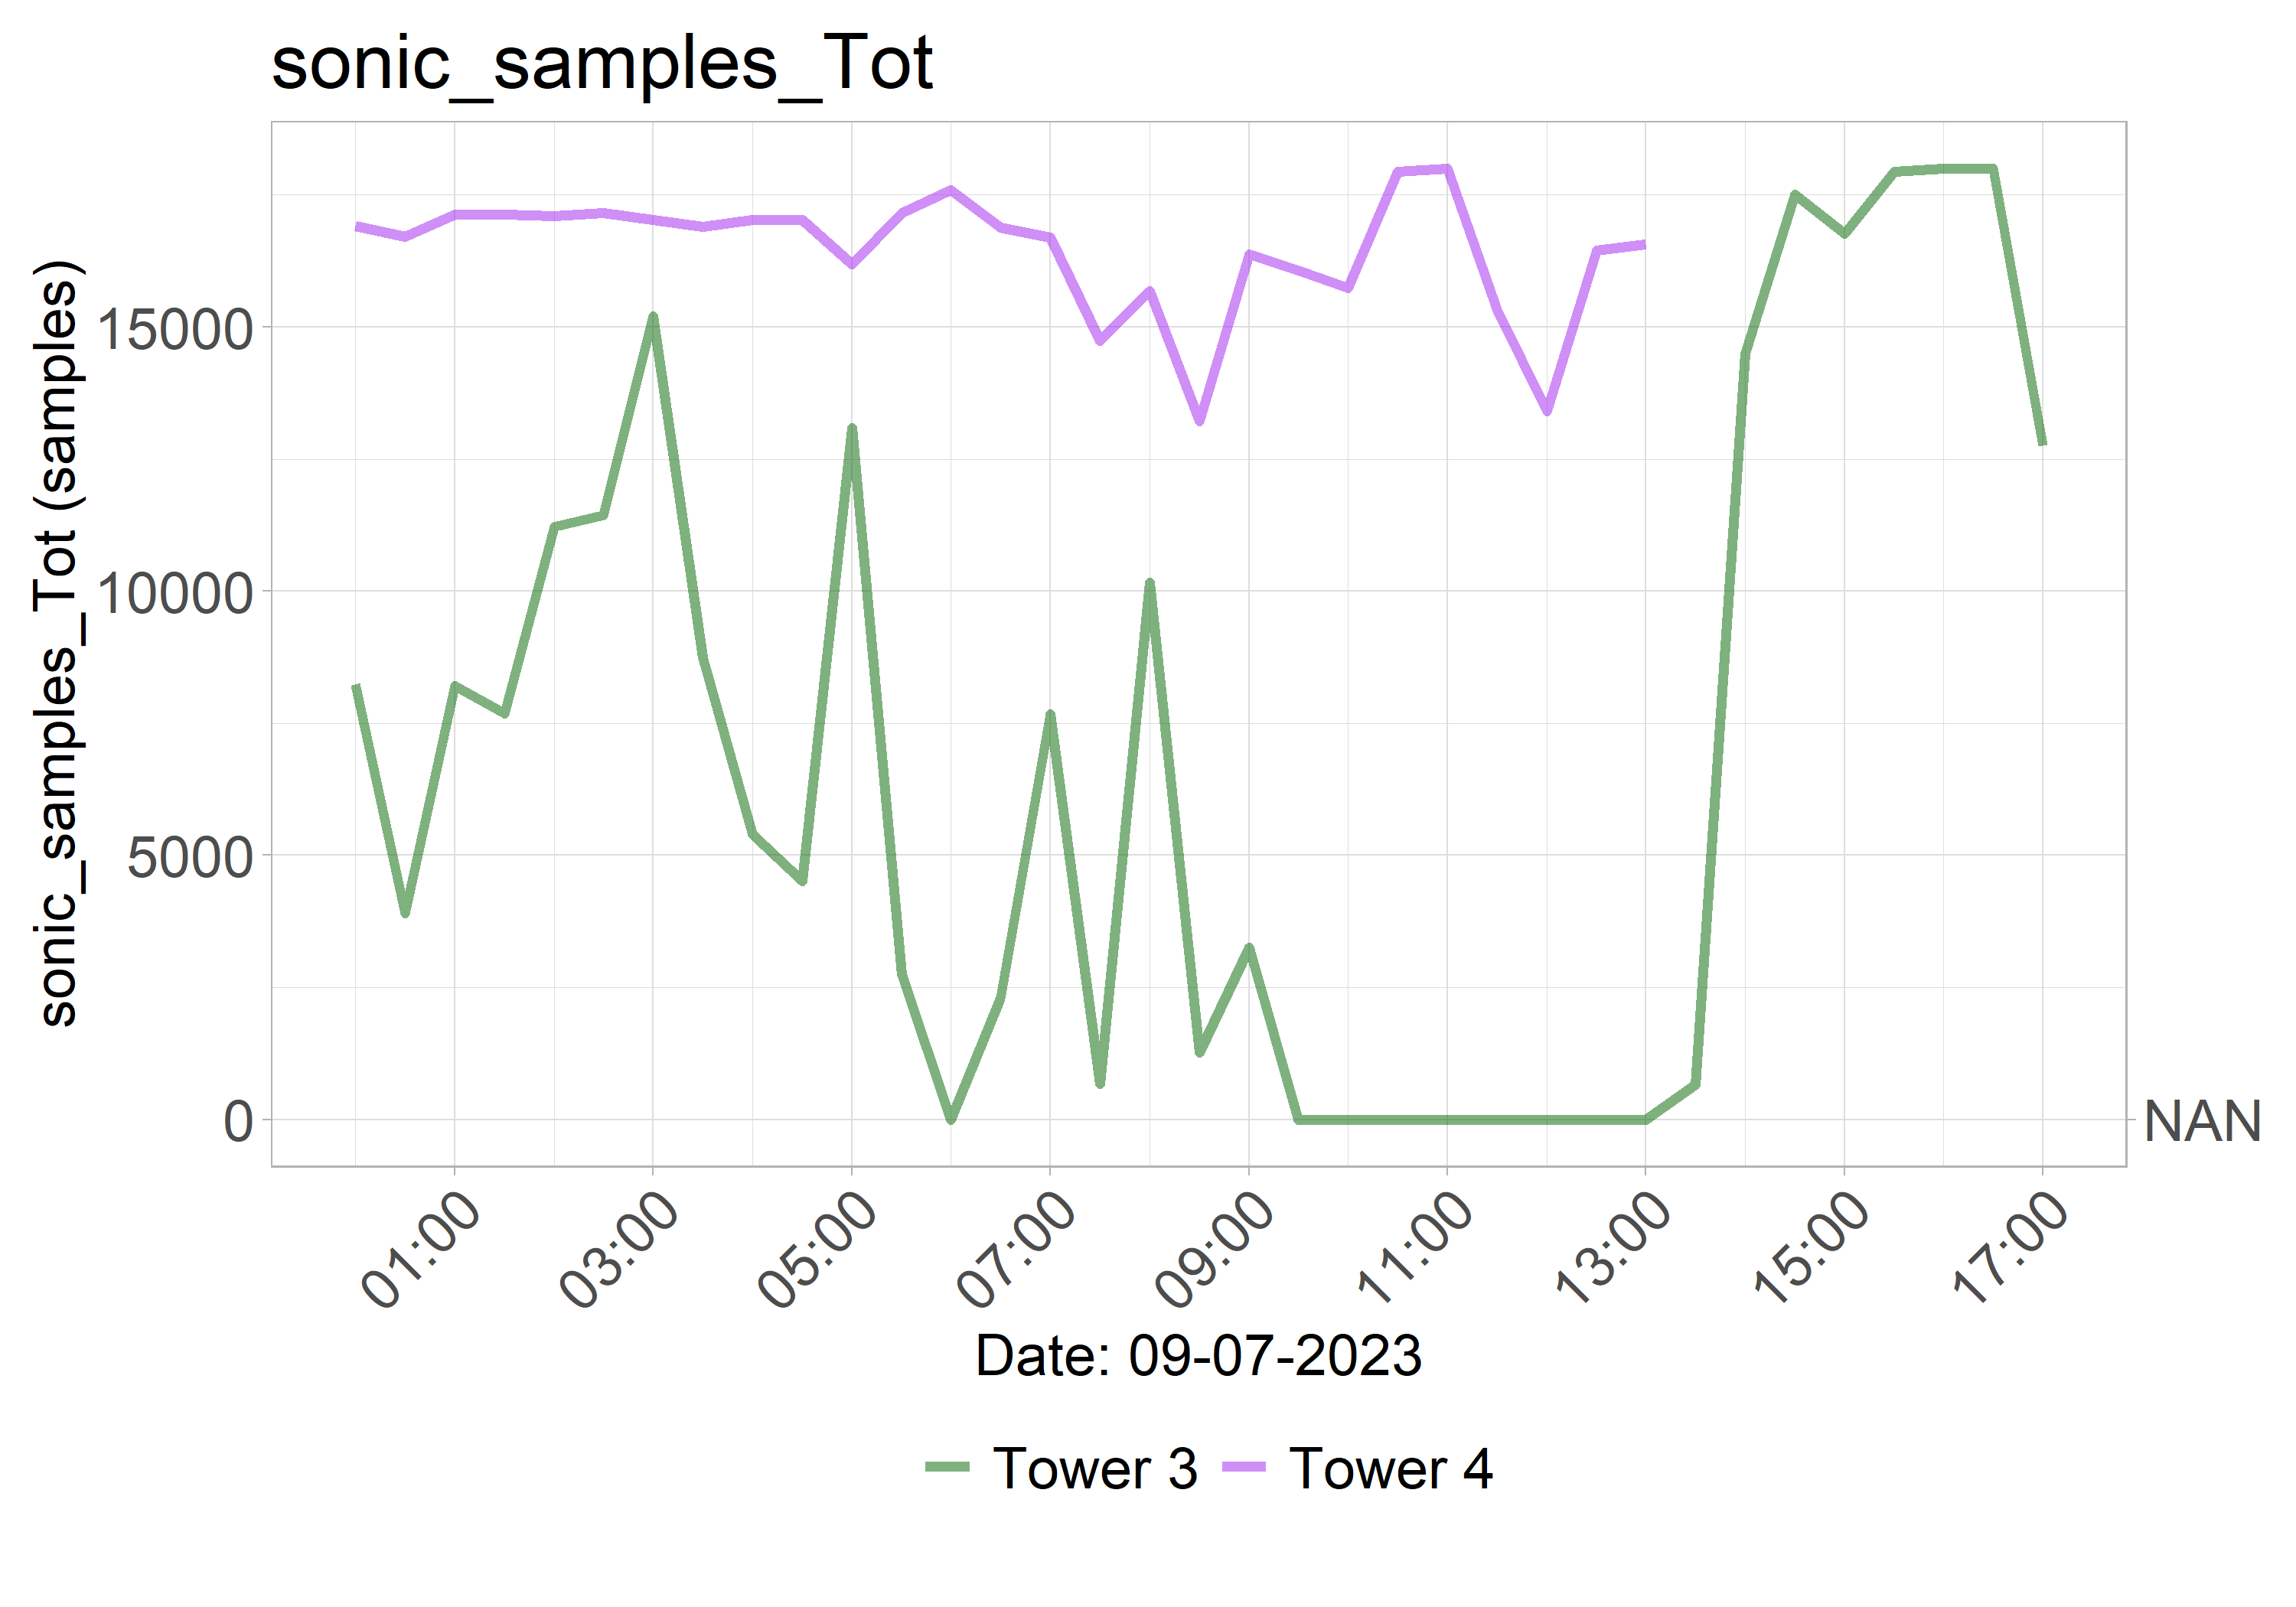 sonic_samples_Tot
sonic_samples_Tot (samples)
15000
10000
5000
0
NAN
01:00
03:00
05:00
07:00
09:00
11:00
13:00
15:00
17:00
Date: 09-07-2023
Tower 3
Tower 4